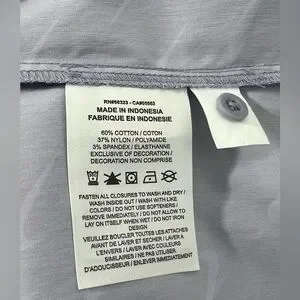 RN#56323 - CA#05553
MADE IN INDONESIA
FABRIQUE EN INDONESIE
60% COTTON / COTON
37% NYLON / POLYAMIDE
3% SPANDEX / ELASTHANNE
EXCLUSIVE OF DECORATION /
DECORATION NON COMPRISE
FASTEN ALL CLOSURES TO WASH AND DRY /
WASH INSIDE OUT / WASH WITH LIKE
COLORS / DO NOT USE SOFTENERS /
REMOVE IMMEDIATELY / DO NOT ALLOW TO
LAY ON ITSELF WHEN WET / DO NOT IRON
DESIGN
VEUILLEZ BOUCLER TOUTES LES ATTACHES
AVANT DE LAVER ET SECHER / LAVER A
L'ENVERS / LAVER AVEC COULEURS
SIMILAIRES / NE PAS UTILISER
D'ADOUCISSEUR / ENLEVER IMMEDIATEMENT